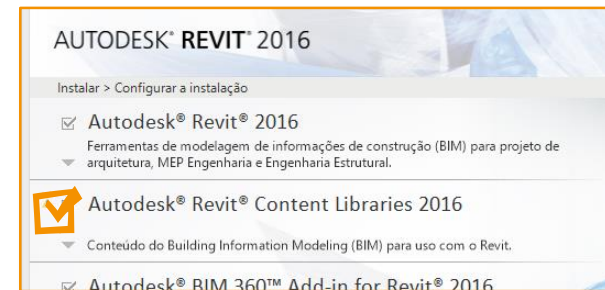 AUTODESK® REVIT® 2016
Instalar > Configurar a instalação
Autodesk® Revit® 2016
Ferramentas de modelagem de informações de construção (BIM) para projeto de
arquitetura, MEP Engenharia e Engenharia Estrutural.
Autodesk® Revit® Content Libraries 2016
Conteúdo do Building Information Modeling (BIM) para uso com o Revit.
Autodesk® BIM 360™ Add-in for Revit® 2016